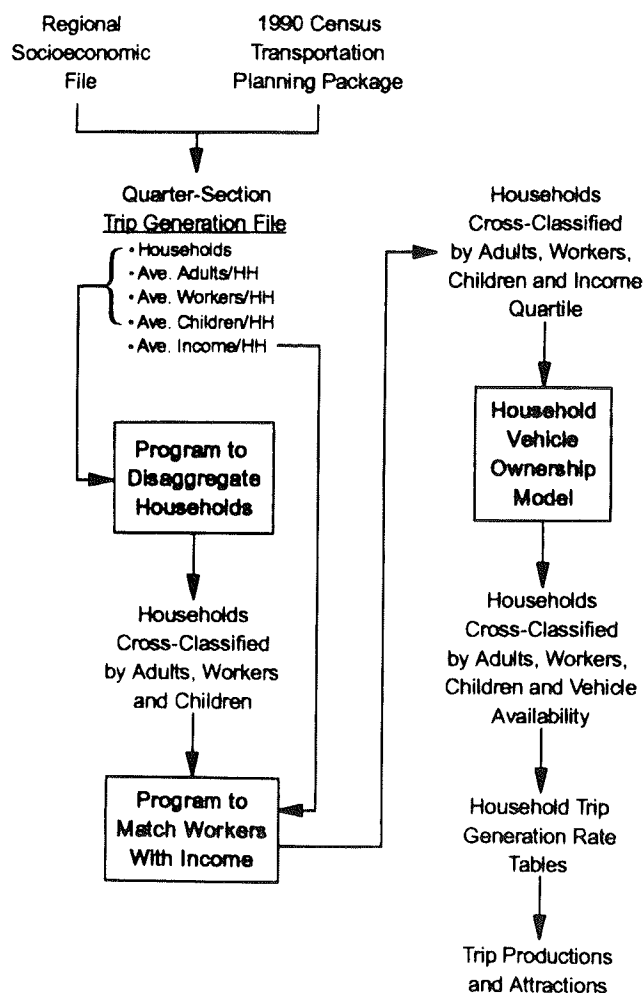 Regional
Socioeconomic
File
1990 Census
Transportation
Planning Package
Quarter-Section
Trip Generation File
• Households
• Ave. Adults/HH
• Ave. Workers/HH
• Ave. Children/HH
• Ave. Income/HH
Program to
Disaggregate
Households
Households
Cross-Classified
by Adults, Workers
and Children
Program to
Match Workers
With Income
Households
Cross-Classified
by Adults, Workers,
Children and Income
Quartile
Household
Vehicle
Ownership
Model
Households
Cross-Classified
by Adults, Workers,
Children and Vehicle
Availability
Household Trip
Generation Rate
Tables
Trip Productions
and Attractions